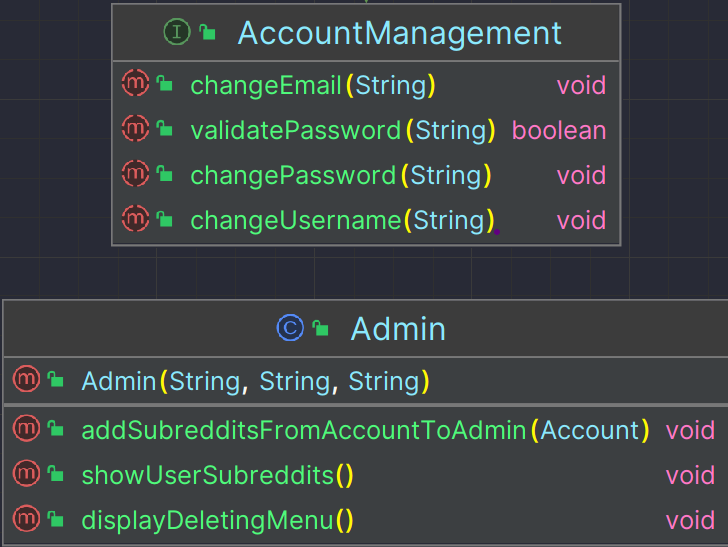 I AccountManagement
m changeEmail(String) void
m validatePassword(String) boolean
m changePassword(String) void
m changeUsername(String) void
C Admin
m Admin(String, String, String)
m addSubredditsFromAccountToAdmin(Account) void
m showUserSubreddits() void
m displayDeletingMenu() void